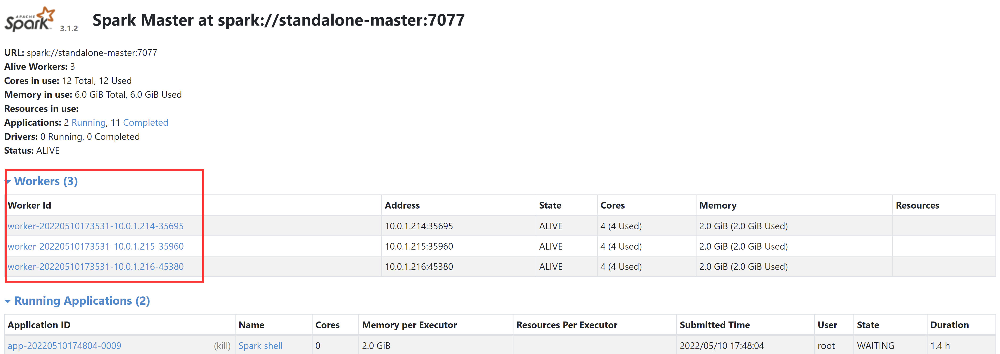 APACHE Spark 3.1.2 Spark Master at spark://standalone-master:7077
URL: spark://standalone-master:7077
Alive Workers: 3
Cores in use: 12 Total, 12 Used
Memory in use: 6.0 GiB Total, 6.0 GiB Used
Resources in use:
Applications: 2 Running, 11 Completed
Drivers: 0 Running, 0 Completed
Status: ALIVE
Workers (3)
Worker Id Address State Cores Memory Resources
worker-20220510173531-10.0.1.214-35695 10.0.1.214:35695 ALIVE 4 (4 Used) 2.0 GiB (2.0 GiB Used)
worker-20220510173531-10.0.1.215-35960 10.0.1.215:35960 ALIVE 4 (4 Used) 2.0 GiB (2.0 GiB Used)
worker-20220510173531-10.0.1.216-45380 10.0.1.216:45380 ALIVE 4 (4 Used) 2.0 GiB (2.0 GiB Used)
Running Applications (2)
Application ID Name Cores Memory per Executor Resources Per Executor Submitted Time User State Duration
app-20220510174804-0009 (kill) Spark shell 0 2.0 GiB 2022/05/10 17:48:04 root WAITING 1.4 h